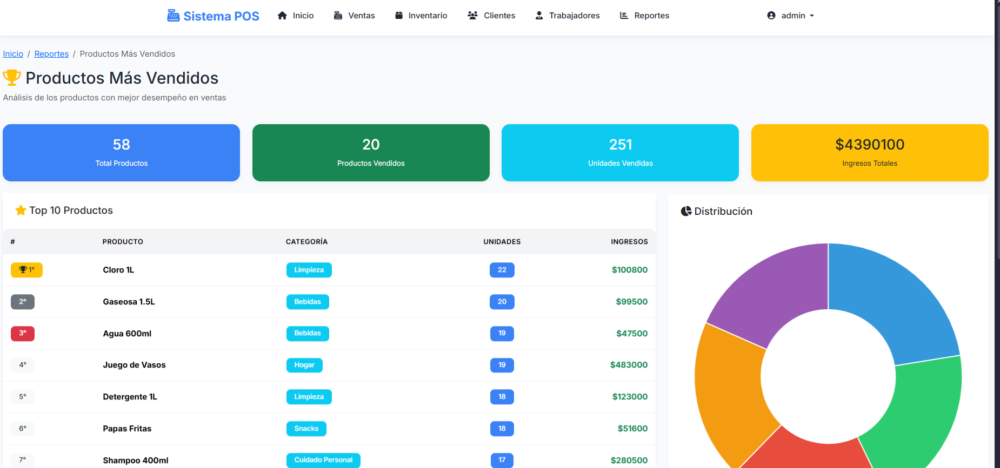 Sistema POS Inicio Ventas Inventario Clientes Trabajadores Reportes admin
Inicio / Reportes / Productos Más Vendidos
Productos Más Vendidos
Análisis de los productos con mejor desempeño en ventas
58
Total Productos
20
Productos Vendidos
251
Unidades Vendidas
$4390100
Ingresos Totales
Top 10 Productos
# PRODUCTO CATEGORÍA UNIDADES INGRESOS
1° Cloro 1L Limpieza 22 $100800
2° Gaseosa 1.5L Bebidas 20 $99500
3° Agua 600ml Bebidas 19 $47500
4° Juego de Vasos Hogar 19 $483000
5° Detergente 1L Limpieza 18 $123000
6° Papas Fritas Snacks 18 $51600
7° Shampoo 400ml Cuidado Personal 17 $280500
Distribución